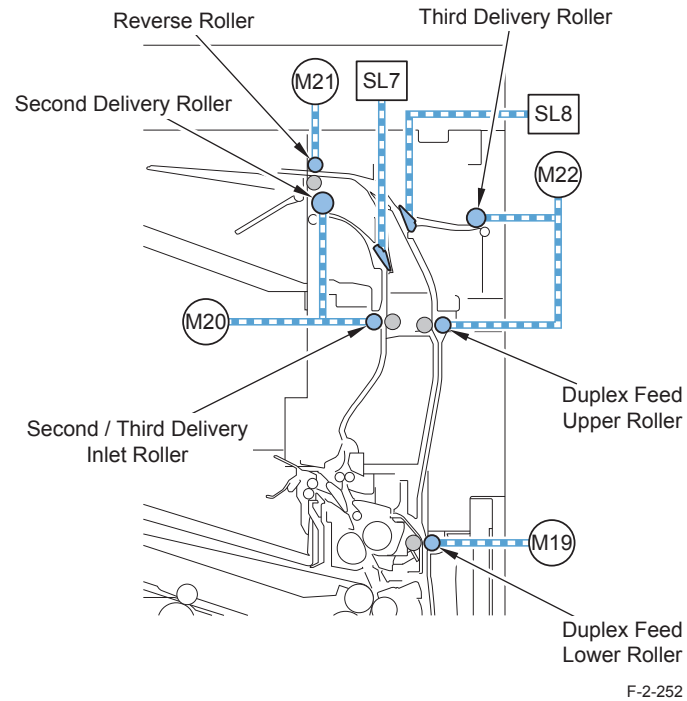 Reverse Roller
Third Delivery Roller
M21
SL7
Second Delivery Roller
SL8
M22
M20
Duplex Feed
Upper Roller
Second / Third Delivery
Inlet Roller
M19
Duplex Feed
Lower Roller
F-2-252